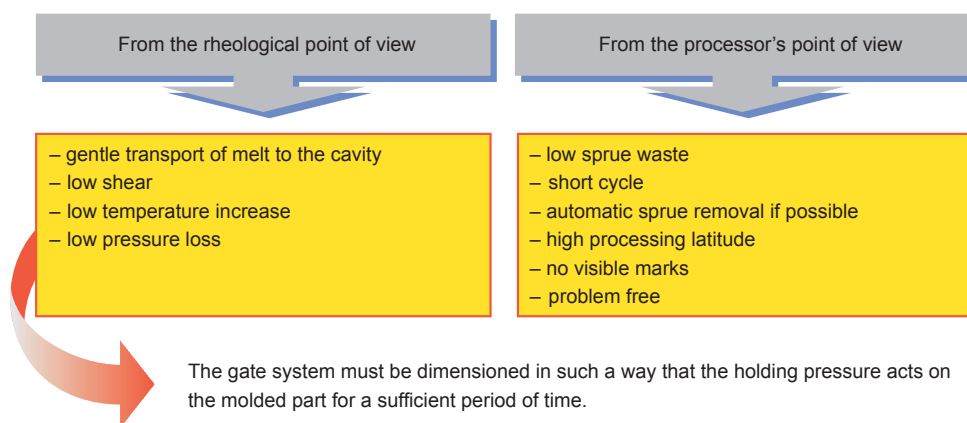 From the rheological point of view
– gentle transport of melt to the cavity
– low shear
– low temperature increase
– low pressure loss
From the processor’s point of view
– low sprue waste
– short cycle
– automatic sprue removal if possible
– high processing latitude
– no visible marks
– problem free
The gate system must be dimensioned in such a way that the holding pressure acts on
the molded part for a sufficient period of time.